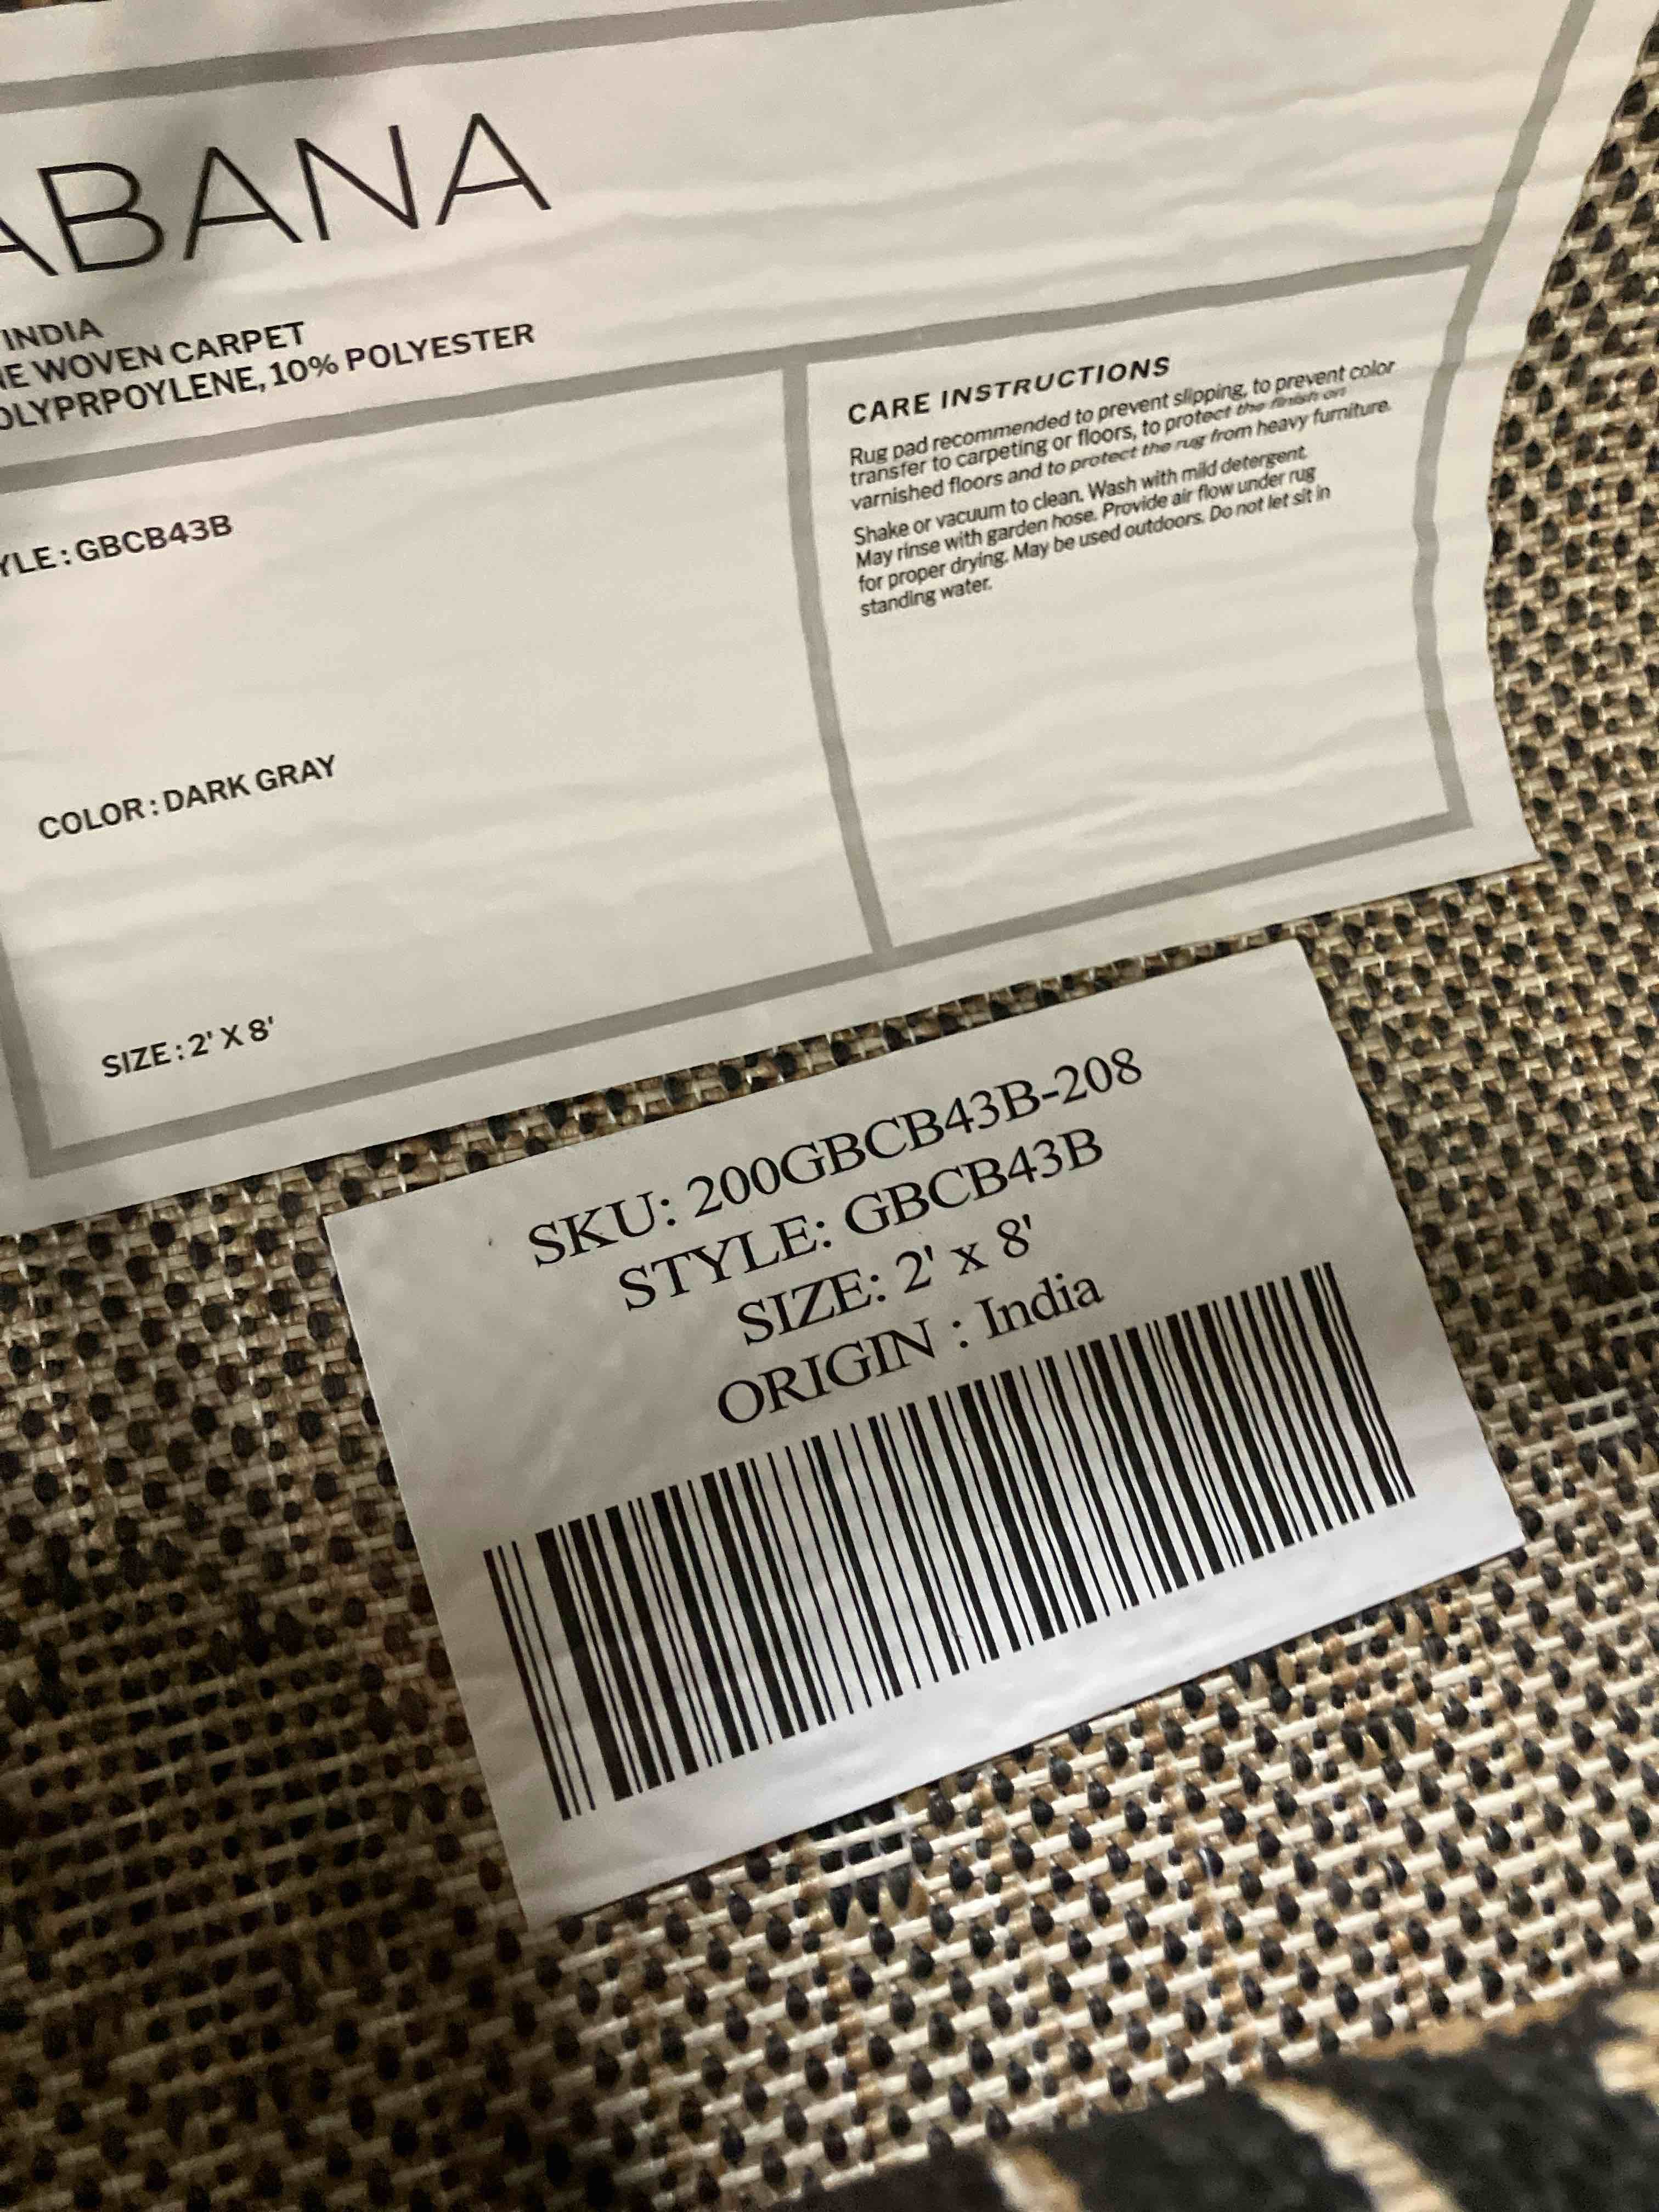 ABANA
INDIA
NE WOVEN CARPET
OLYPRPOYLENE, 10% POLYESTER
YLE : GBCB43B
COLOR : DARK GRAY
SIZE : 2' X 8'
CARE INSTRUCTIONS
Rug pad recommended to prevent slipping, to prevent color
transfer to carpeting or floors, to protect the finish on
varnished floors and to protect the rug from heavy furniture.
Shake or vacuum to clean. Wash with mild detergent.
May rinse with garden hose. Provide air flow under rug
for proper drying. May be used outdoors. Do not let sit in
standing water.
SKU: 200GBCB43B-208
STYLE: GBCB43B
SIZE: 2' x 8'
ORIGIN : India